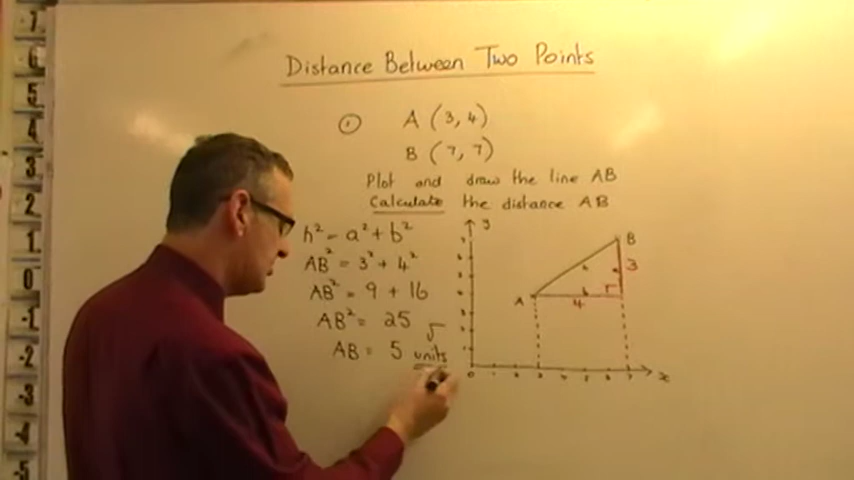 Distance Between Two Points
1 A (3, 4)
B (7, 7)
Plot and draw the line AB
Calculate the distance AB
h² = a² + b²
AB² = 3² + 4²
AB² = 9 + 16
AB² = 25 √
AB = 5 units
y
B
3
A
4
0
7
x
7
6
5
4
3
2
1
0
-1
-2
-3
-4
-5